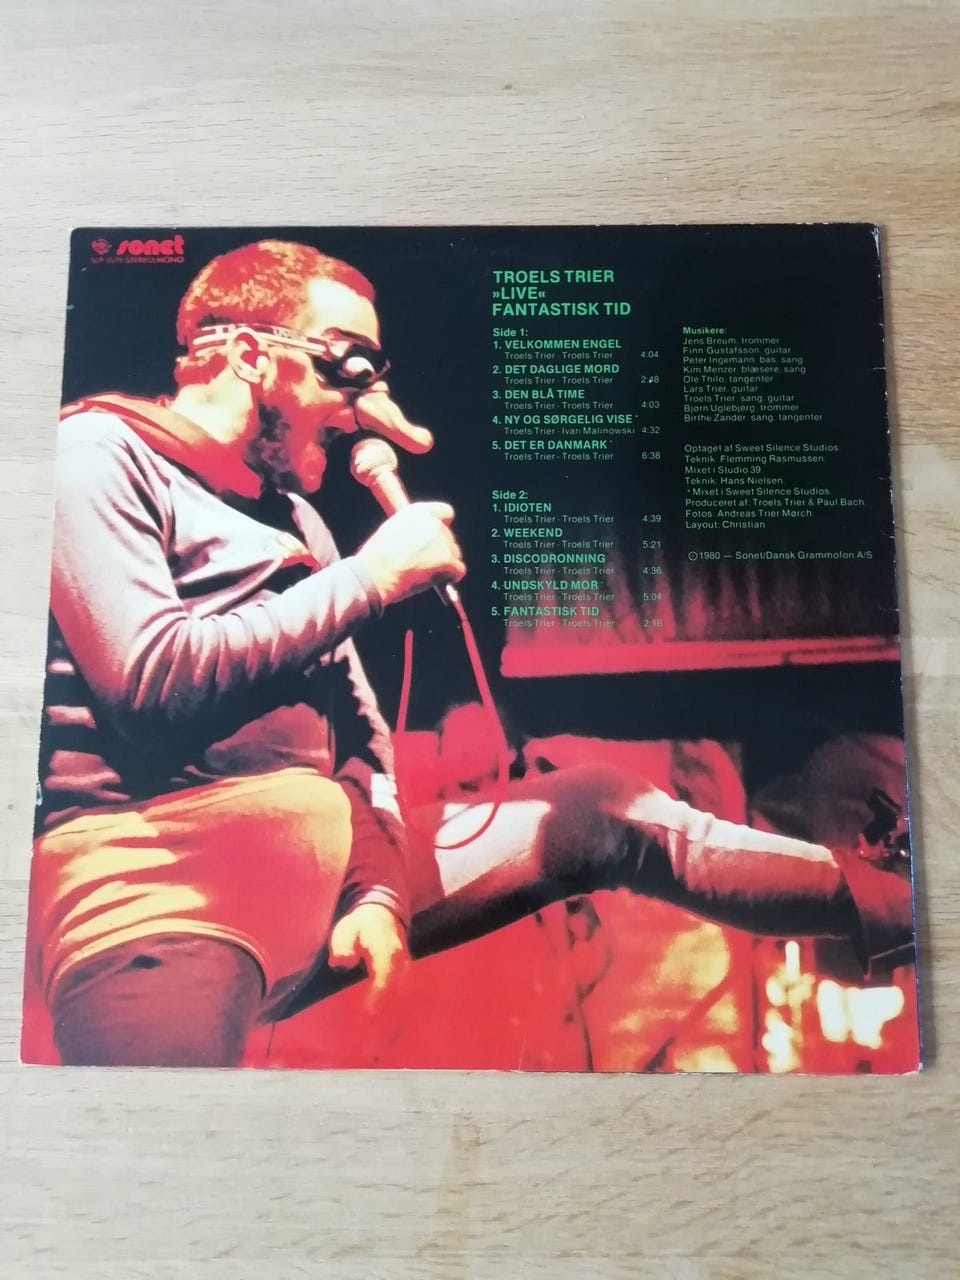 sonet
STEREO-MONO
TROELS TRIER
»LIVE«
FANTASTISK TID
Side 1:
1. VELKOMMEN ENGEL
Troels Trier - Troels Trier 4:04
2. DET DAGLIGE MORD
Troels Trier - Troels Trier 2:48
3. DEN BLÅ TIME
Troels Trier - Troels Trier 4:03
4. NY OG SØRGELIG VISE *
Troels Trier - Ivan Malinowski 4:32
5. DET ER DANMARK *
Troels Trier - Troels Trier 6:38
Side 2:
1. IDIOTEN
Troels Trier - Troels Trier 4:39
2. WEEKEND
Troels Trier - Troels Trier 5:21
3. DISCODRONNING
Troels Trier - Troels Trier 4:36
4. UNDSKYLD MOR *
Troels Trier - Troels Trier 5:04
5. FANTASTISK TID
Troels Trier - Troels Trier 2:18
Musikere:
Jens Breum, trommer
Finn Gustafsson, guitar
Peter Ingemann, bas, sang
Kim Menzer, blæsere, sang
Ole Thilo, tangenter
Lars Trier, guitar
Troels Trier, sang, guitar
Bjørn Uglebjerg, trommer
Birthe Zander, sang, tangenter
Optaget af Sweet Silence Studios.
Teknik: Flemming Rasmussen.
Mixet i Studio 39
Teknik: Hans Nielsen.
* Mixet i Sweet Silence Studios.
Produceret af: Troels Trier & Paul Bach.
Fotos: Andreas Trier Mørch.
Layout: Christian
Ⓟ 1980 — Sonet/Dansk Grammofon A/S